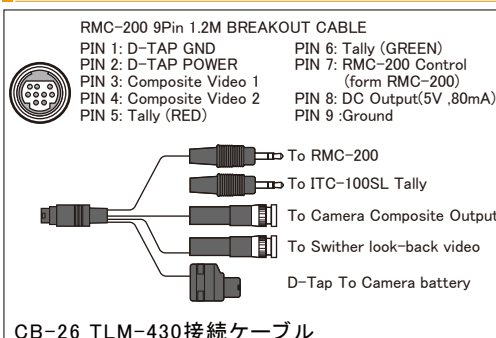 RMC-200 9Pin 1.2M BREAKOUT CABLE
PIN 1: D-TAP GND
PIN 2: D-TAP POWER
PIN 3: Composite Video 1
PIN 4: Composite Video 2
PIN 5: Tally (RED)
PIN 6: Tally (GREEN)
PIN 7: RMC-200 Control
(form RMC-200)
PIN 8: DC Output(5V ,80mA)
PIN 9 :Ground
To RMC-200
To ITC-100SL Tally
To Camera Composite Output
To Swither look-back video
D-Tap To Camera battery
CB-26 TLM-430接続ケーブル